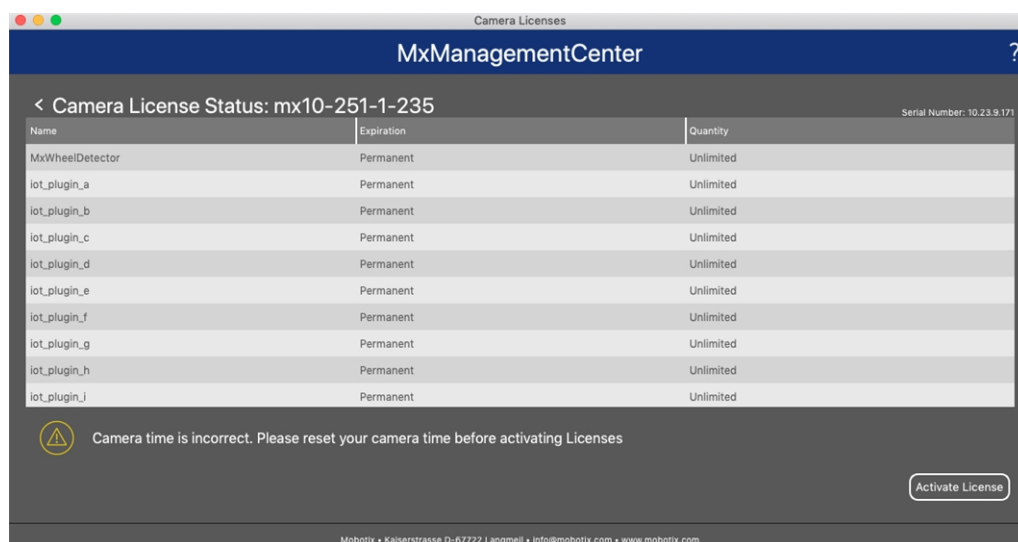 Camera Licenses
MxManagementCenter
?
< Camera License Status: mx10-251-1-235
Serial Number: 10.23.9.171
Name Expiration Quantity
MxWheelDetector Permanent Unlimited
iot_plugin_a Permanent Unlimited
iot_plugin_b Permanent Unlimited
iot_plugin_c Permanent Unlimited
iot_plugin_d Permanent Unlimited
iot_plugin_e Permanent Unlimited
iot_plugin_f Permanent Unlimited
iot_plugin_g Permanent Unlimited
iot_plugin_h Permanent Unlimited
iot_plugin_i Permanent Unlimited
Camera time is incorrect. Please reset your camera time before activating Licenses
Activate License
Mobotix • Kaiserstrasse D-67722 Langmeil • info@mobotix.com • www.mobotix.com